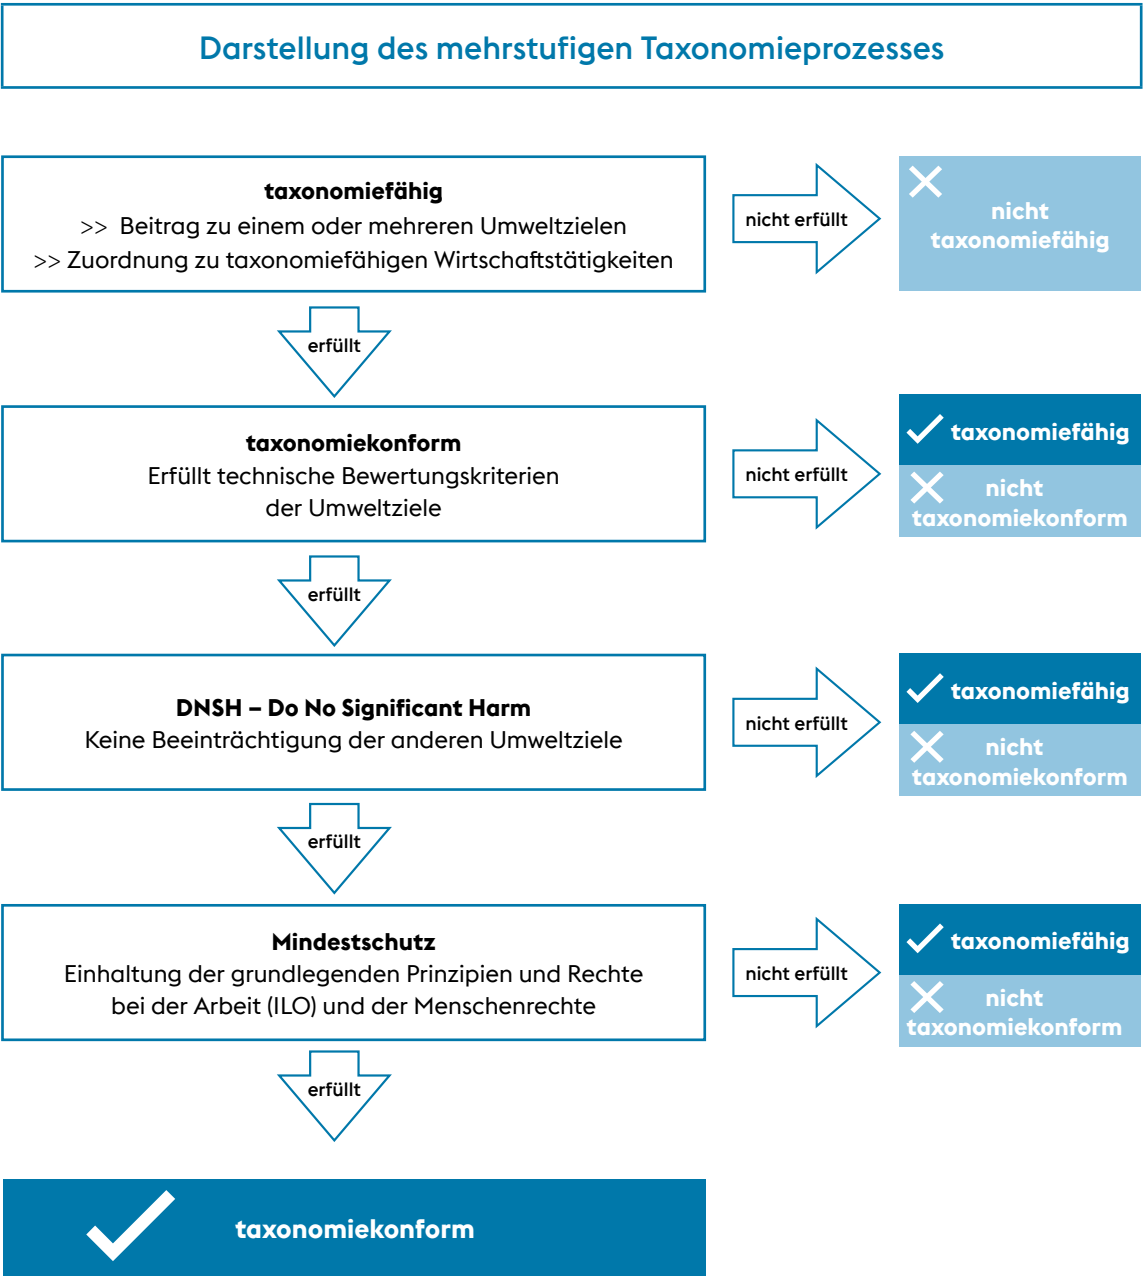 Darstellung des mehrstufigen Taxonomieprozesses
taxonomiefähig
>> Beitrag zu einem oder mehreren Umweltzielen
>> Zuordnung zu taxonomiefähigen Wirtschaftstätigkeiten
nicht erfüllt
nicht
taxonomiefähig
erfüllt
taxonomiekonform
Erfüllt technische Bewertungskriterien
der Umweltziele
nicht erfüllt
taxonomiefähig
nicht
taxonomiekonform
erfüllt
DNSH – Do No Significant Harm
Keine Beeinträchtigung der anderen Umweltziele
nicht erfüllt
taxonomiefähig
nicht
taxonomiekonform
erfüllt
Mindestschutz
Einhaltung der grundlegenden Prinzipien und Rechte
bei der Arbeit (ILO) und der Menschenrechte
nicht erfüllt
taxonomiefähig
nicht
taxonomiekonform
erfüllt
taxonomiekonform